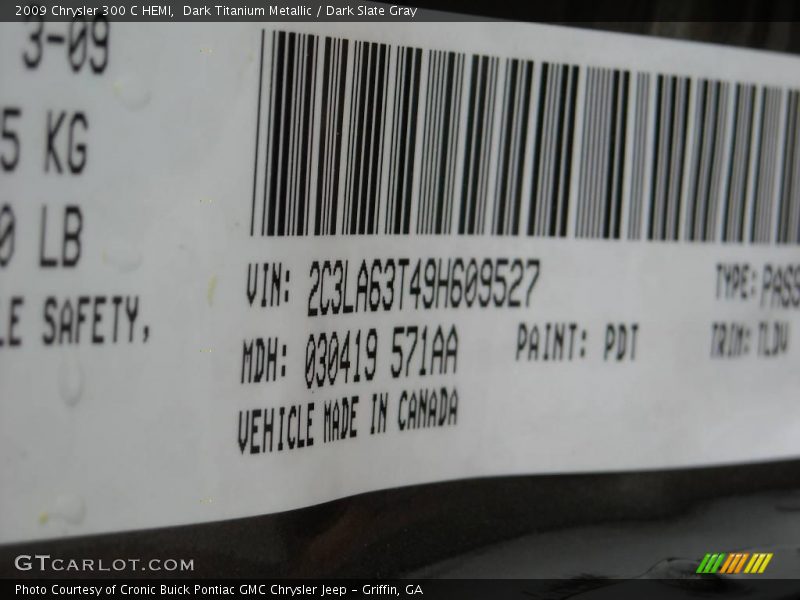 2009 Chrysler 300 C HEMI, Dark Titanium Metallic / Dark Slate Gray
3-09
5 KG
0 LB
LE SAFETY,
VIN: 2C3LA63T49H609527
TYPE: PASS
MDH: 030419 571AA
PAINT: PDT
TRIM: TLDV
VEHICLE MADE IN CANADA
GTCARLOT.COM
Photo Courtesy of Cronic Buick Pontiac GMC Chrysler Jeep - Griffin, GA